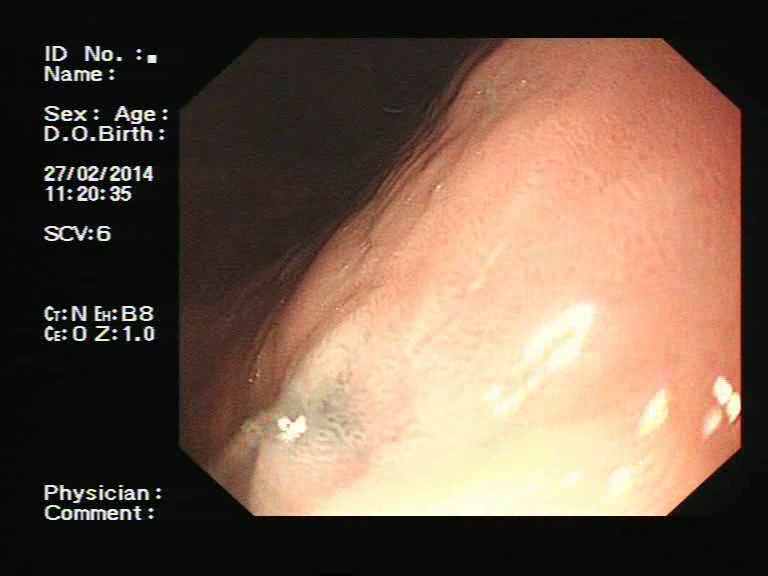 ID No. :
Name:
Sex: Age:
D.O.Birth:
27/02/2014
11:20:35
SCV:6
CT:N EH:B8
CE:0 Z:1.0
Physician:
Comment: